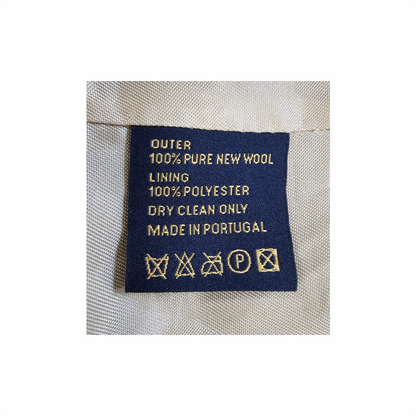 OUTER
100% PURE NEW WOOL
LINING
100% POLYESTER
DRY CLEAN ONLY
MADE IN PORTUGAL
P